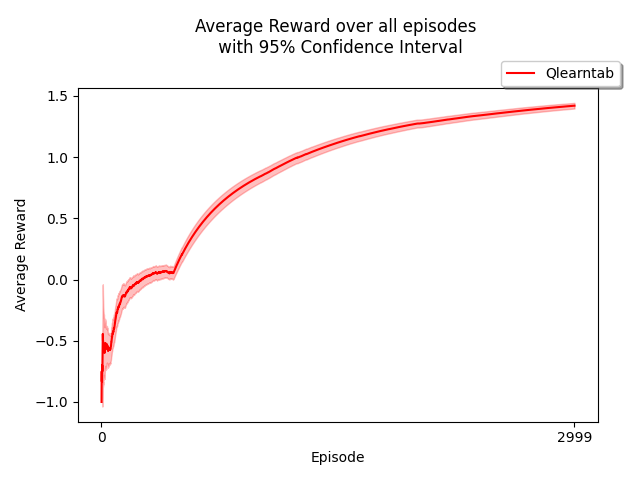 Average Reward over all episodes
with 95% Confidence Interval
Qlearntab
1.5
1.0
0.5
0.0
−0.5
−1.0
Average Reward
0
2999
Episode